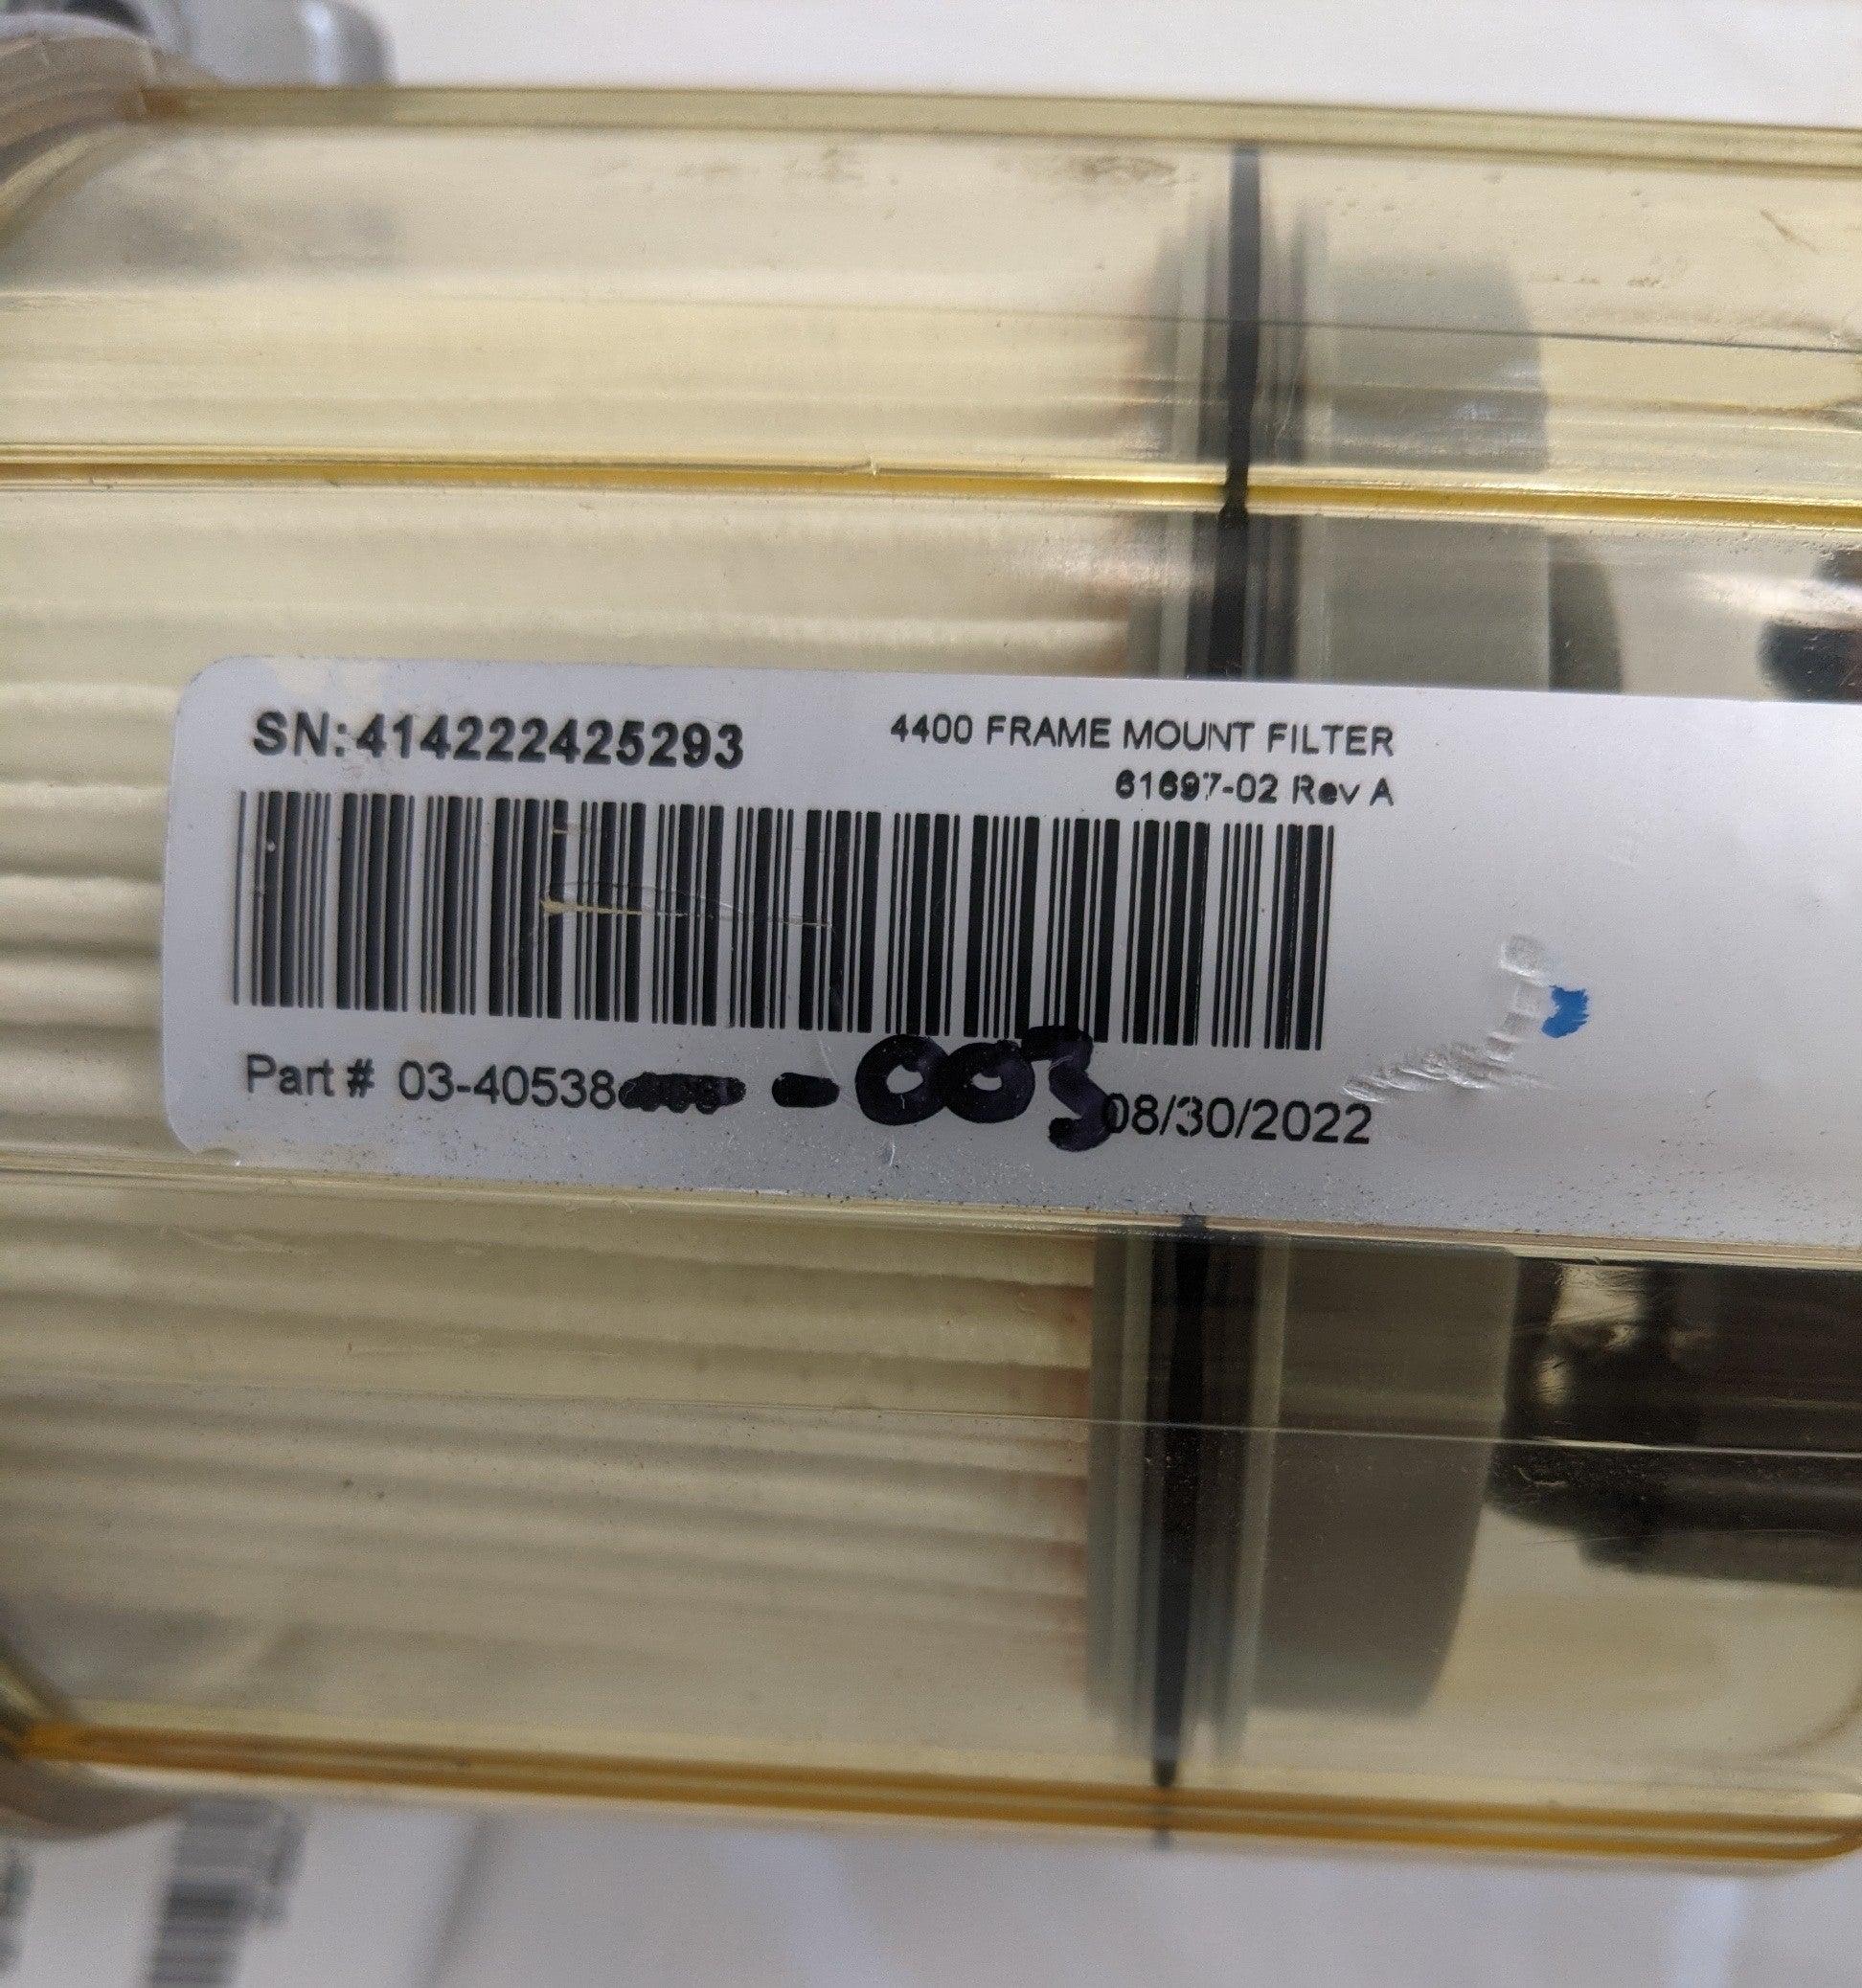 SN:414222425293
4400 FRAME MOUNT FILTER
61697-02 Rev A
Part # 03-40538 -003
08/30/2022